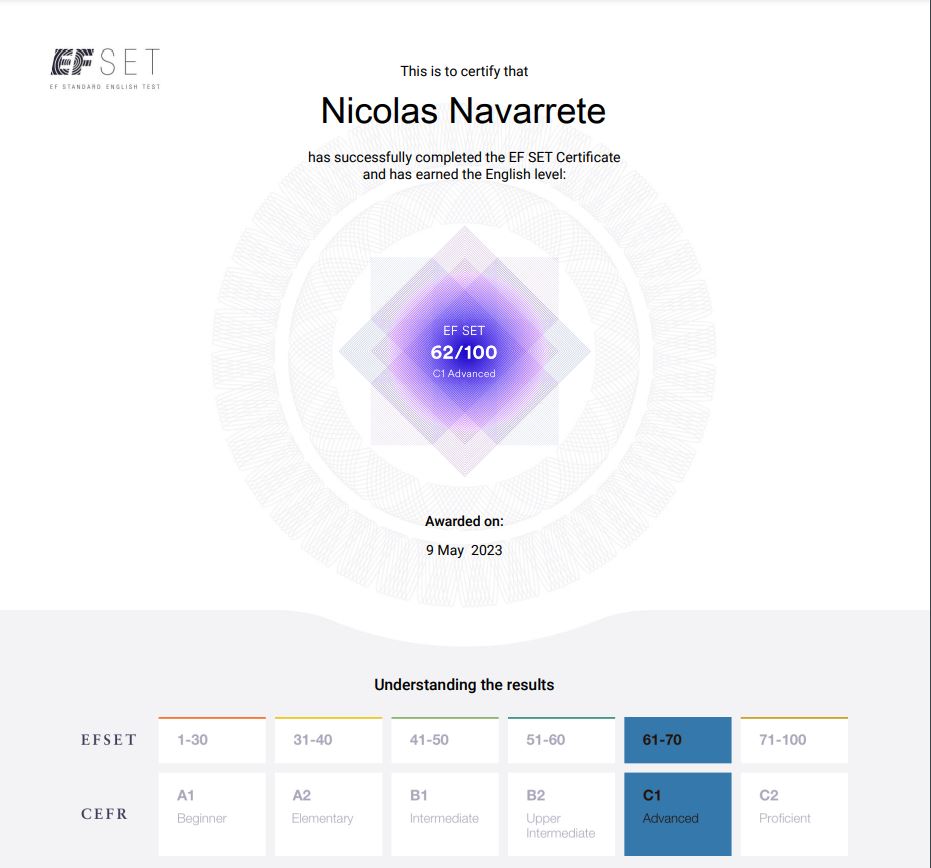 EFSET
EF STANDARD ENGLISH TEST
This is to certify that
Nicolas Navarrete
has successfully completed the EF SET Certificate
and has earned the English level:
EF SET
62/100
C1 Advanced
Awarded on:
9 May 2023
Understanding the results
EFSET 1-30 31-40 41-50 51-60 61-70 71-100
CEFR
A1 A2 B1 B2 C1 C2
Beginner Elementary Intermediate Upper Advanced Proficient
Intermediate